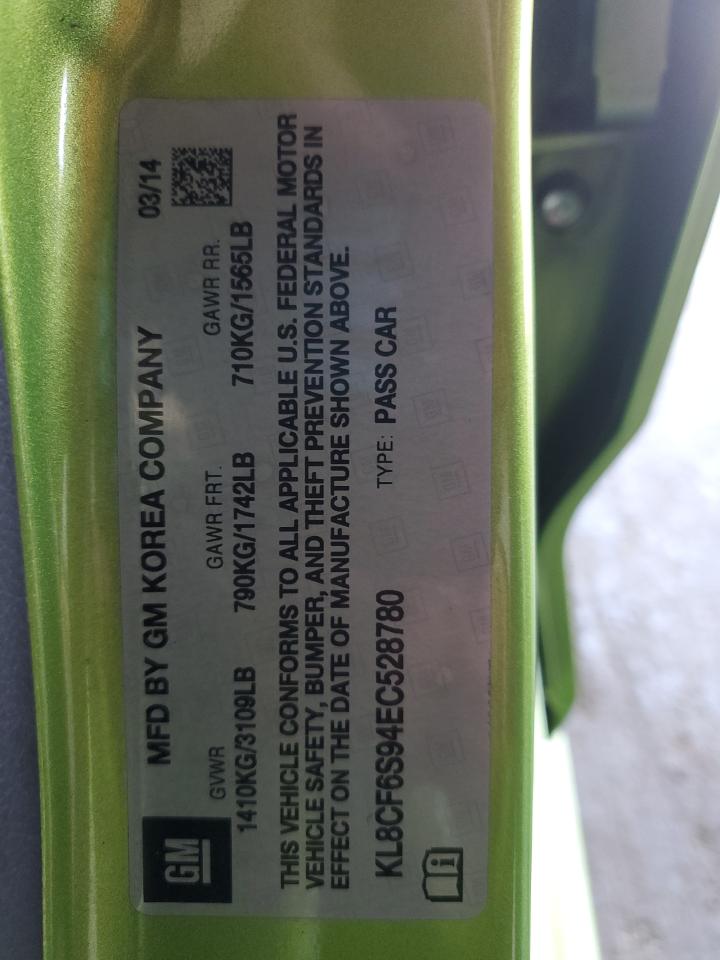 GM
MFD BY GM KOREA COMPANY 03/14
GVWR GAWR FRT. GAWR RR.
1410KG/3109LB 790KG/1742LB 710KG/1565LB
THIS VEHICLE CONFORMS TO ALL APPLICABLE U.S. FEDERAL MOTOR
VEHICLE SAFETY, BUMPER, AND THEFT PREVENTION STANDARDS IN
EFFECT ON THE DATE OF MANUFACTURE SHOWN ABOVE.
KL8CF6S94EC528780 TYPE: PASS CAR